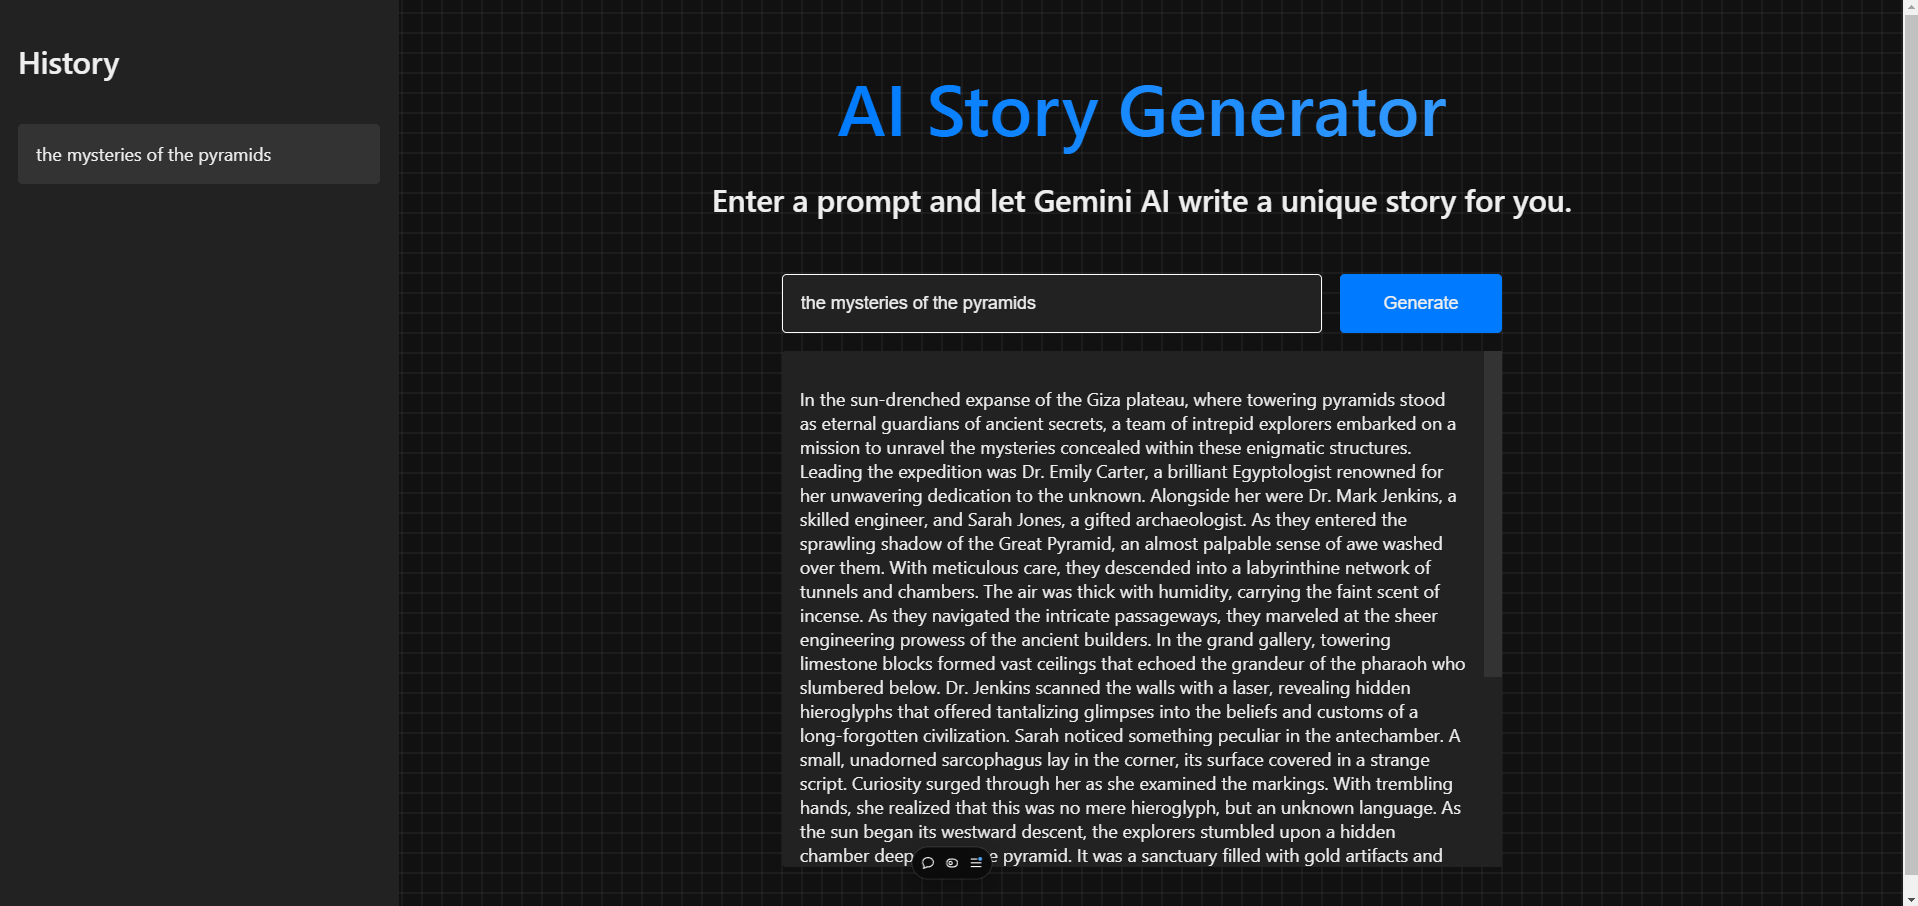 History
the mysteries of the pyramids
AI Story Generator
Enter a prompt and let Gemini AI write a unique story for you.
the mysteries of the pyramids
Generate
In the sun-drenched expanse of the Giza plateau, where towering pyramids stood
as eternal guardians of ancient secrets, a team of intrepid explorers embarked on a
mission to unravel the mysteries concealed within these enigmatic structures.
Leading the expedition was Dr. Emily Carter, a brilliant Egyptologist renowned for
her unwavering dedication to the unknown. Alongside her were Dr. Mark Jenkins, a
skilled engineer, and Sarah Jones, a gifted archaeologist. As they entered the
sprawling shadow of the Great Pyramid, an almost palpable sense of awe washed
over them. With meticulous care, they descended into a labyrinthine network of
tunnels and chambers. The air was thick with humidity, carrying the faint scent of
incense. As they navigated the intricate passageways, they marveled at the sheer
engineering prowess of the ancient builders. In the grand gallery, towering
limestone blocks formed vast ceilings that echoed the grandeur of the pharaoh who
slumbered below. Dr. Jenkins scanned the walls with a laser, revealing hidden
hieroglyphs that offered tantalizing glimpses into the beliefs and customs of a
long-forgotten civilization. Sarah noticed something peculiar in the antechamber. A
small, unadorned sarcophagus lay in the corner, its surface covered in a strange
script. Curiosity surged through her as she examined the markings. With trembling
hands, she realized that this was no mere hieroglyph, but an unknown language. As
the sun began its westward descent, the explorers stumbled upon a hidden
chamber deep pyramid. It was a sanctuary filled with gold artifacts and